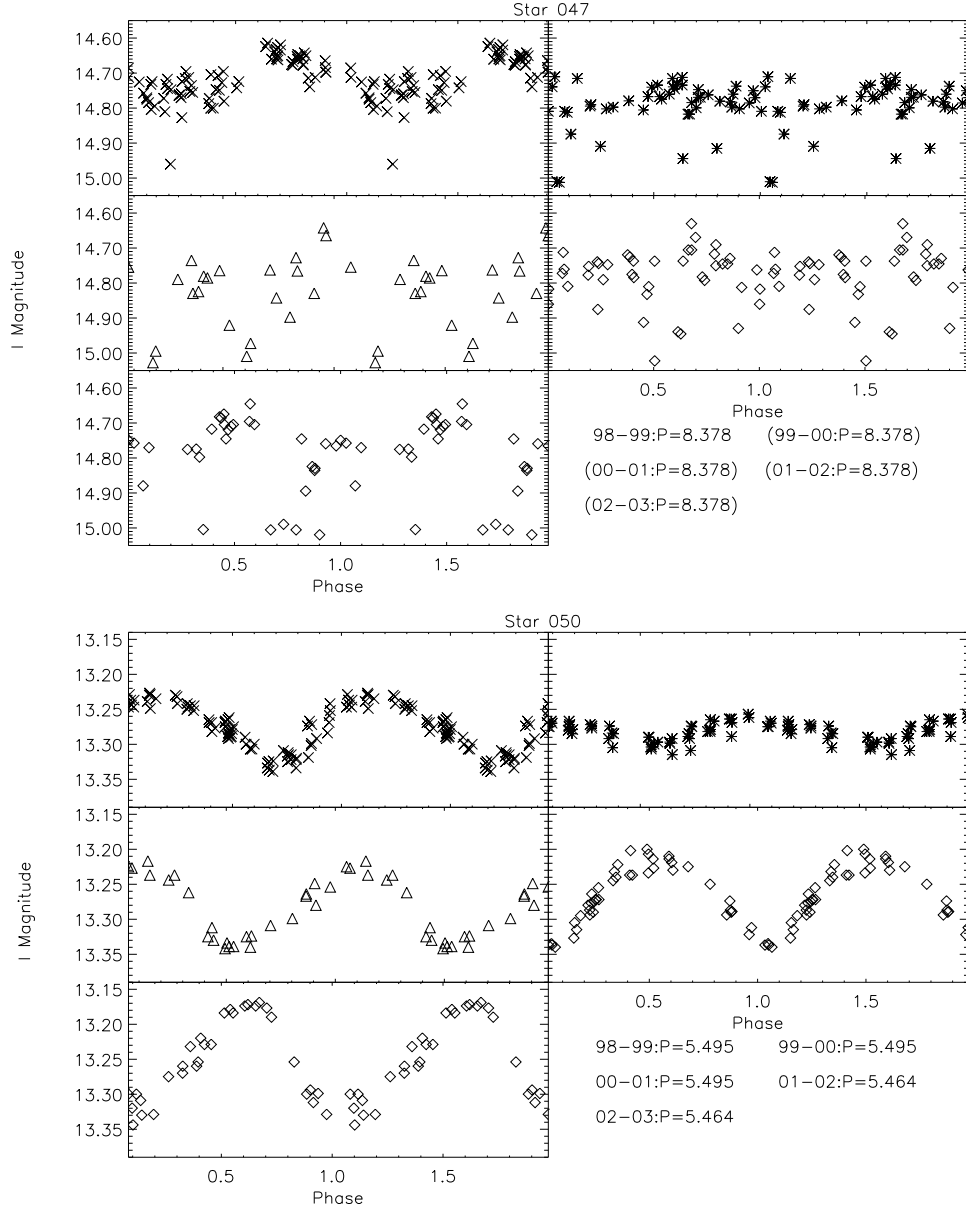 Star 047
14.60
14.70
14.80
14.90
15.00
14.60
14.70
14.80
14.90
15.00
14.60
14.70
14.80
14.90
15.00
I Magnitude
0.5 1.0 1.5
Phase
0.5 1.0 1.5
Phase
98-99:P=8.378 (99-00:P=8.378)
(00-01:P=8.378) (01-02:P=8.378)
(02-03:P=8.378)
Star 050
13.15
13.20
13.25
13.30
13.35
13.15
13.20
13.25
13.30
13.35
13.15
13.20
13.25
13.30
13.35
I Magnitude
0.5 1.0 1.5
Phase
0.5 1.0 1.5
Phase
98-99:P=5.495 99-00:P=5.495
00-01:P=5.495 01-02:P=5.464
02-03:P=5.464